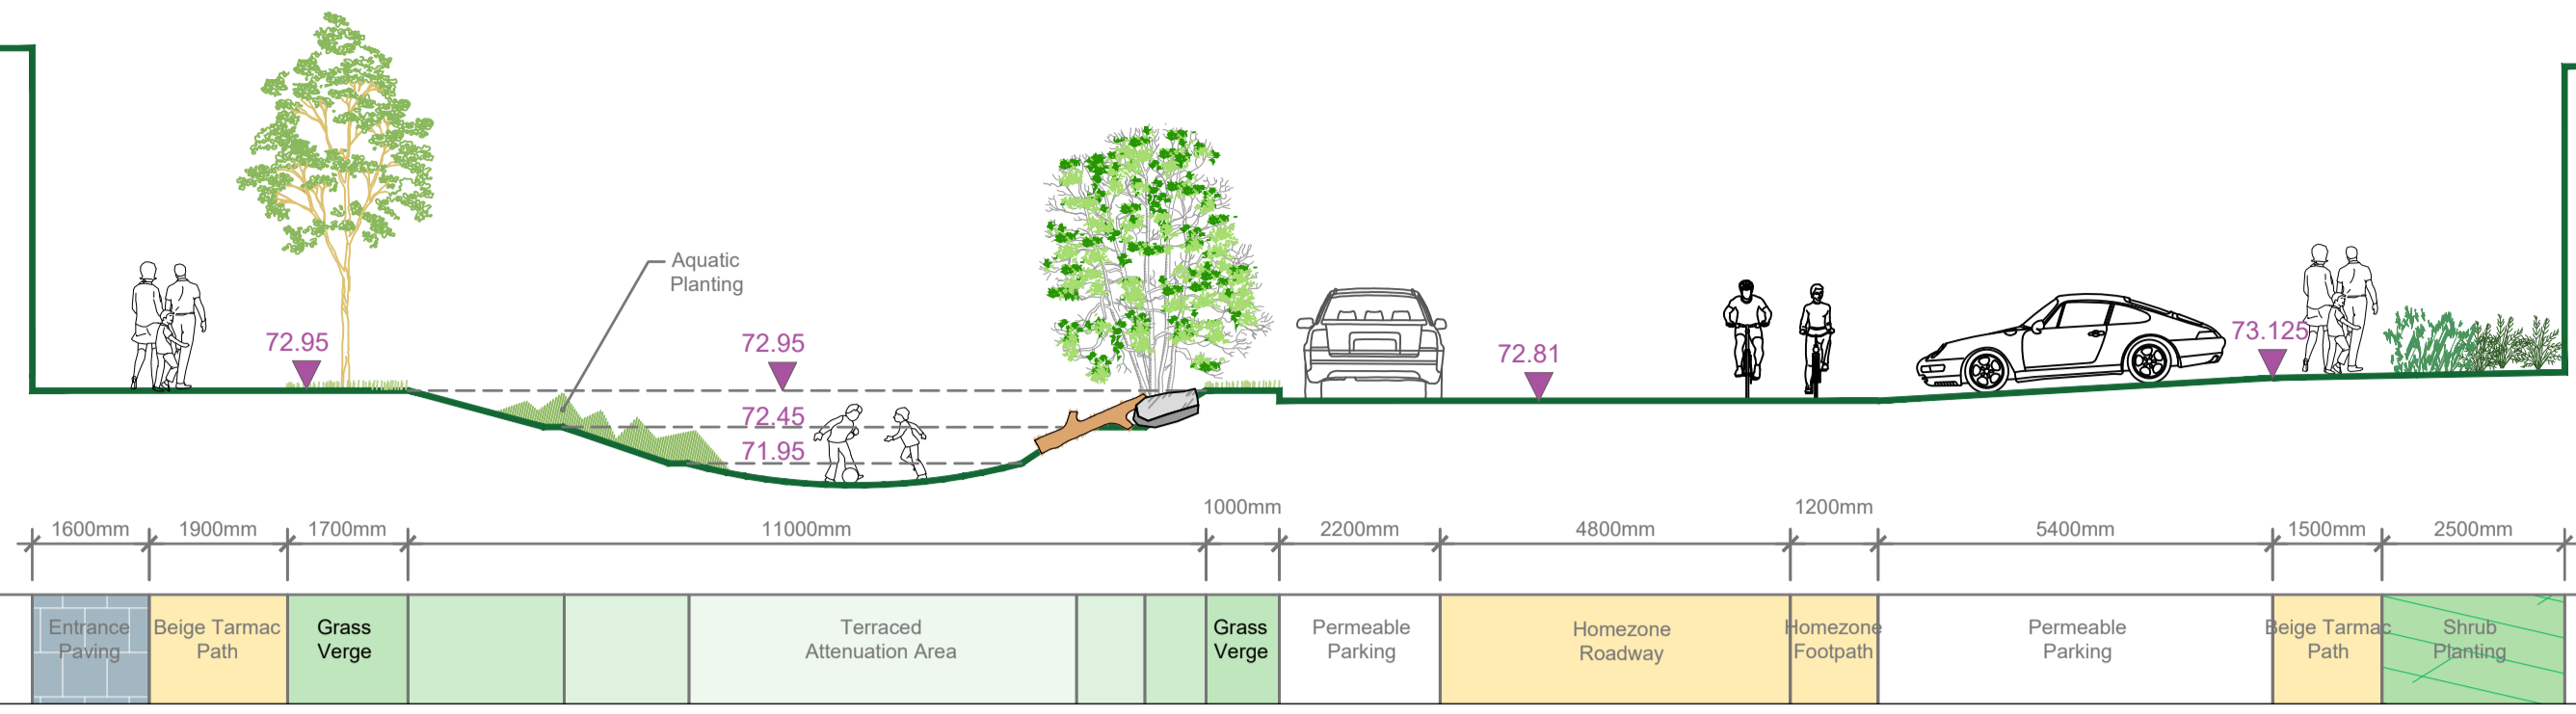 Aquatic
Planting
72.95
72.95
72.45
71.95
72.81
73.125
1600mm
1900mm
1700mm
11000mm
1000mm
2200mm
4800mm
1200mm
5400mm
1500mm
2500mm
Entrance
Paving
Beige Tarmac
Path
Grass
Verge
Terraced
Attenuation Area
Grass
Verge
Permeable
Parking
Homezone
Roadway
Homezone
Footpath
Permeable
Parking
Beige Tarmac
Path
Shrub
Planting